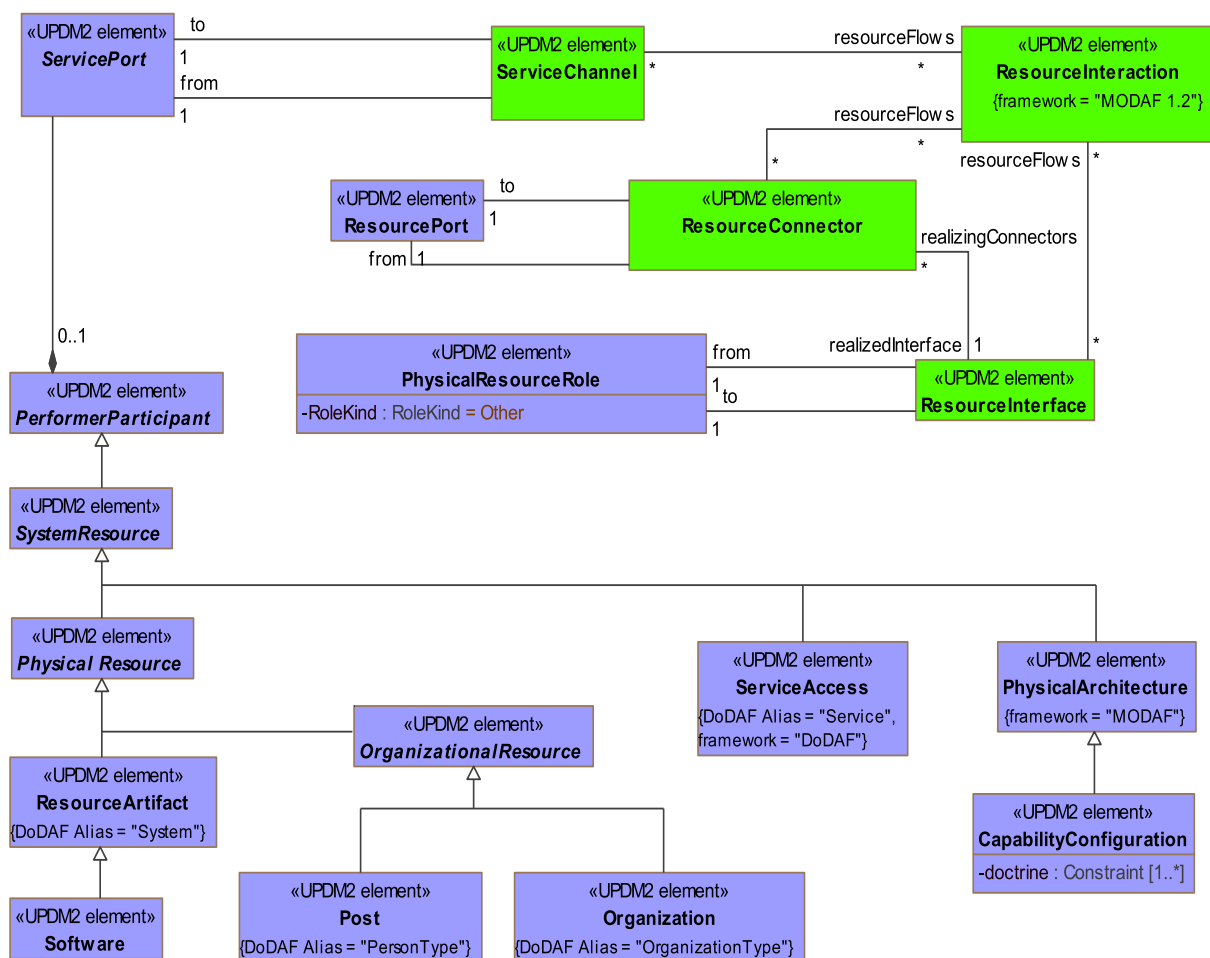 «UPDM2 element»
ServicePort
to
1
from
1
«UPDM2 element»
ServiceChannel
*
resourceFlows
*
«UPDM2 element»
ResourceInteraction
{framework = "MODAF 1.2"}
resourceFlows
*
*
resourceFlows
*
«UPDM2 element»
ResourcePort
to
1
from
1
«UPDM2 element»
ResourceConnector
realizingConnectors
*
0..1
«UPDM2 element»
PhysicalResourceRole
-RoleKind : RoleKind = Other
from
1
to
1
realizedInterface
1
*
«UPDM2 element»
ResourceInterface
«UPDM2 element»
PerformerParticipant
«UPDM2 element»
SystemResource
«UPDM2 element»
Physical Resource
«UPDM2 element»
ServiceAccess
{DoDAF Alias = "Service",
framework = "DoDAF"}
«UPDM2 element»
PhysicalArchitecture
{framework = "MODAF"}
«UPDM2 element»
OrganizationalResource
«UPDM2 element»
ResourceArtifact
{DoDAF Alias = "System"}
«UPDM2 element»
CapabilityConfiguration
-doctrine : Constraint [1..*]
«UPDM2 element»
Software
«UPDM2 element»
Post
{DoDAF Alias = "PersonType"}
«UPDM2 element»
Organization
{DoDAF Alias = "OrganizationType"}